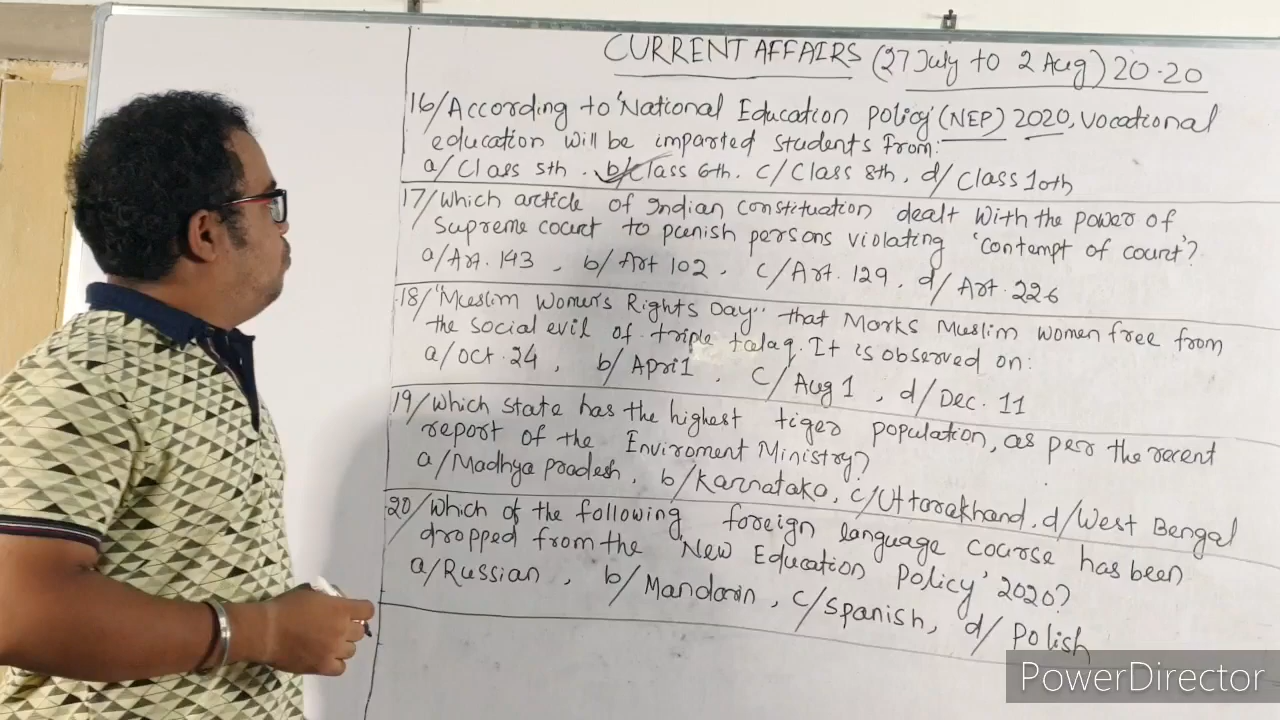 CURRENT AFFAIRS (27 July to 2 Aug) 20.20
16/ According to 'National Education Policy' (NEP) 2020, vocational
education will be imparted students from:
a/ Class 5th. b/ Class 6th. c/ Class 8th. d/ Class 10th
17/ Which article of Indian Constituation dealt with the power of
Supreme court to punish persons violating 'contempt of court'?
a/ Art. 143, b/ Art 102. c/ Art. 129, d/ Art. 226
18/ "Muslim Women's Rights Day" that Marks Muslim women free from
the social evil of triple talaq. It is observed on:
a/ Oct. 24, b/ Apri1, c/ Aug 1, d/ Dec. 11
19/ Which state has the highest tiger population, as per the recent
report of the Enviroment Ministry?
a/ Madhya pradesh, b/ Karnataka, c/ Uttarakhand, d/ West Bengal
20/ Which of the following foreign language course has been
dropped from the 'New Education Policy' 2020?
a/ Russian, b/ Mandarin, c/ Spanish, d/ Polish
PowerDirector